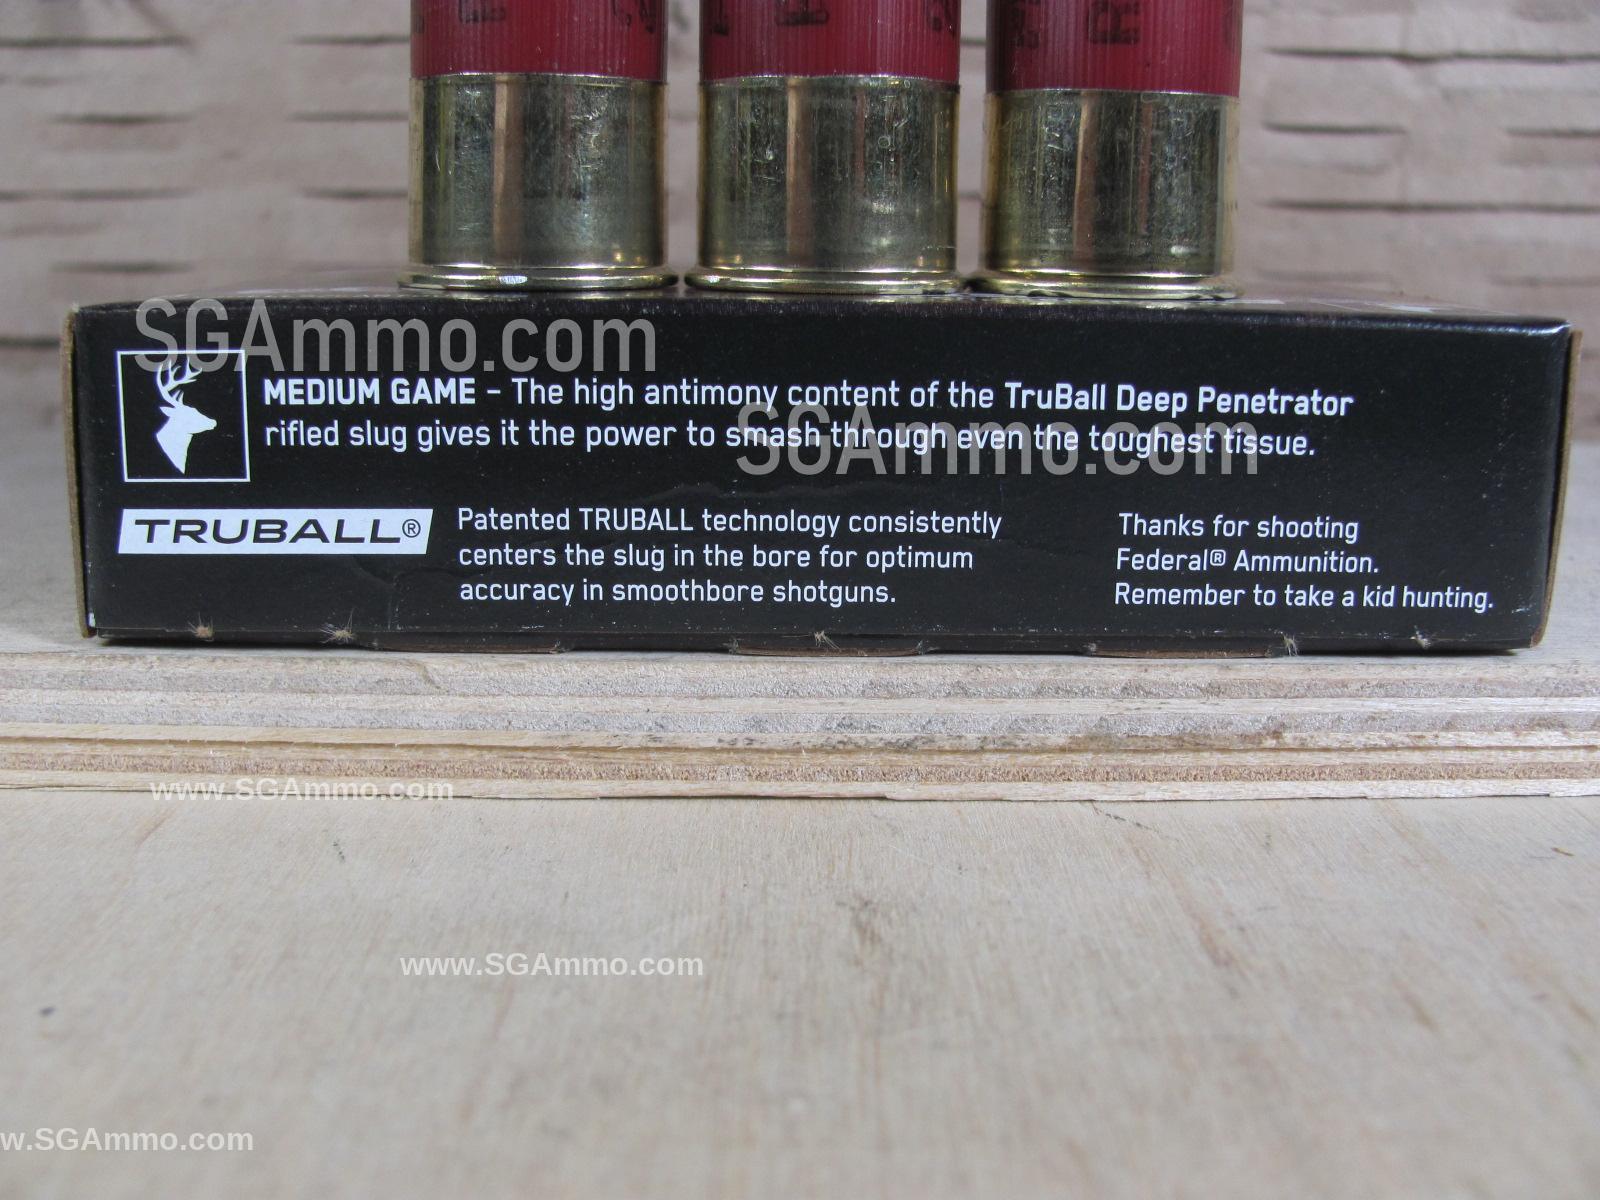 SGAmmo.com
MEDIUM GAME – The high antimony content of the TruBall Deep Penetrator
rifled slug gives it the power to smash through even the toughest tissue.
SGAmmo.com
TRUBALL®
Patented TRUBALL technology consistently
centers the slug in the bore for optimum
accuracy in smoothbore shotguns.
Thanks for shooting
Federal® Ammunition.
Remember to take a kid hunting.
www.SGAmmo.com
www.SGAmmo.com
w.SGAmmo.com